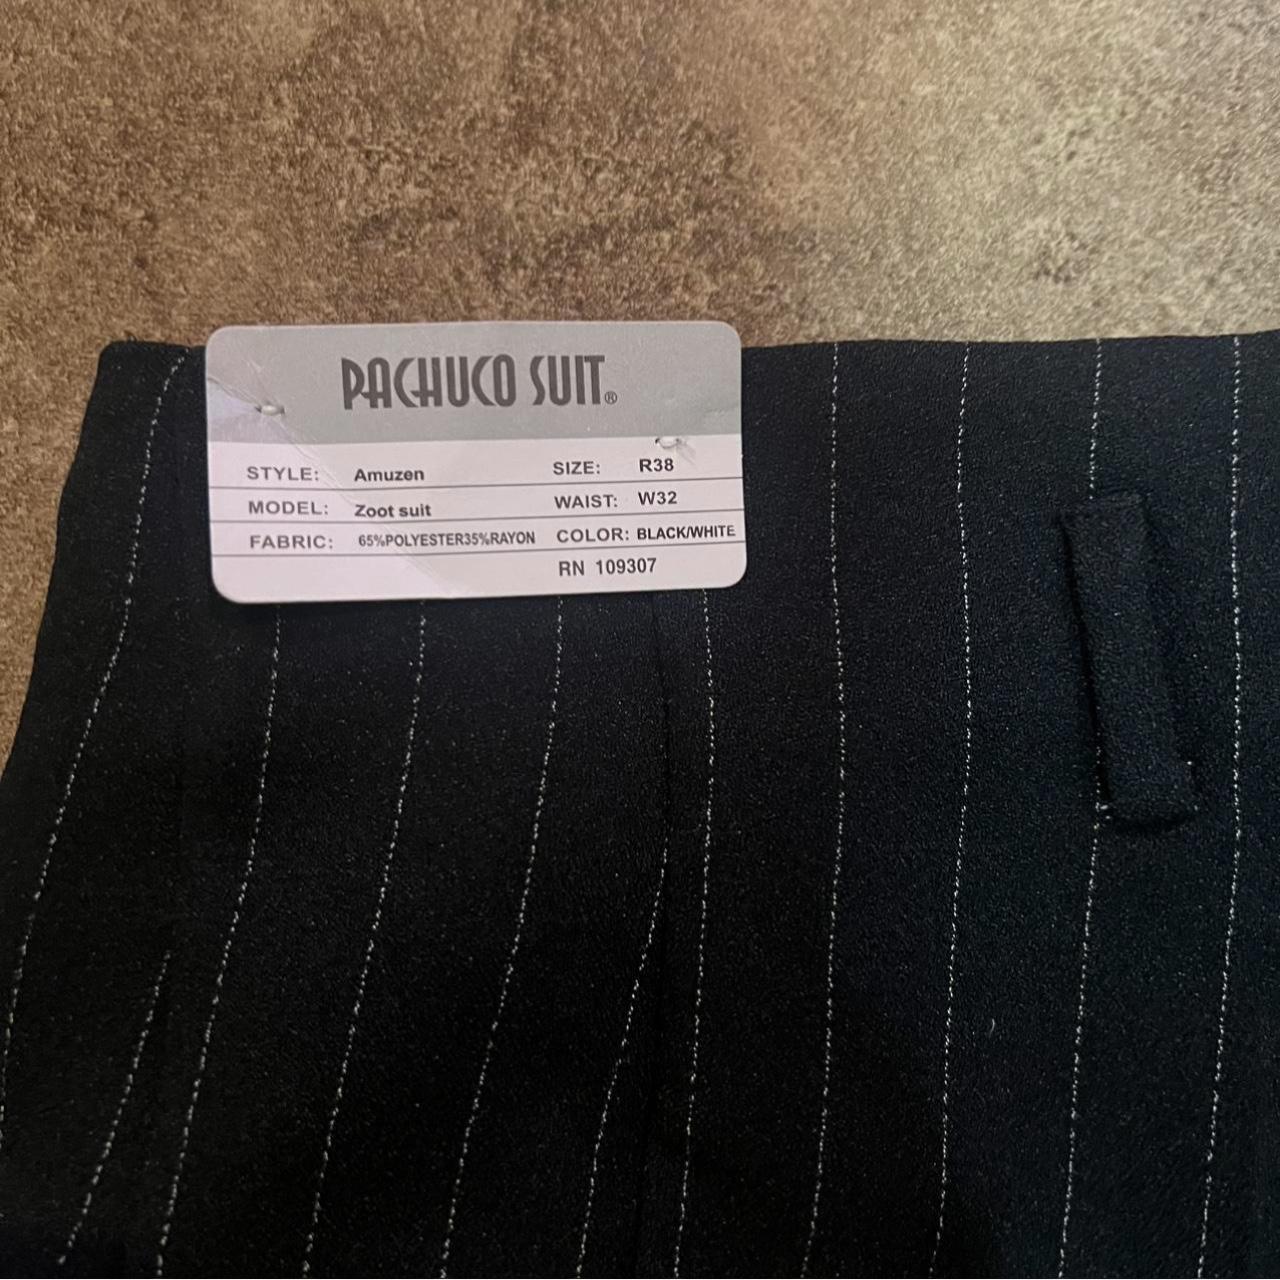 PACHUCO SUIT®
STYLE: Amuzen SIZE: R38
MODEL: Zoot suit WAIST: W32
FABRIC: 65%POLYESTER35%RAYON COLOR: BLACK/WHITE
RN 109307